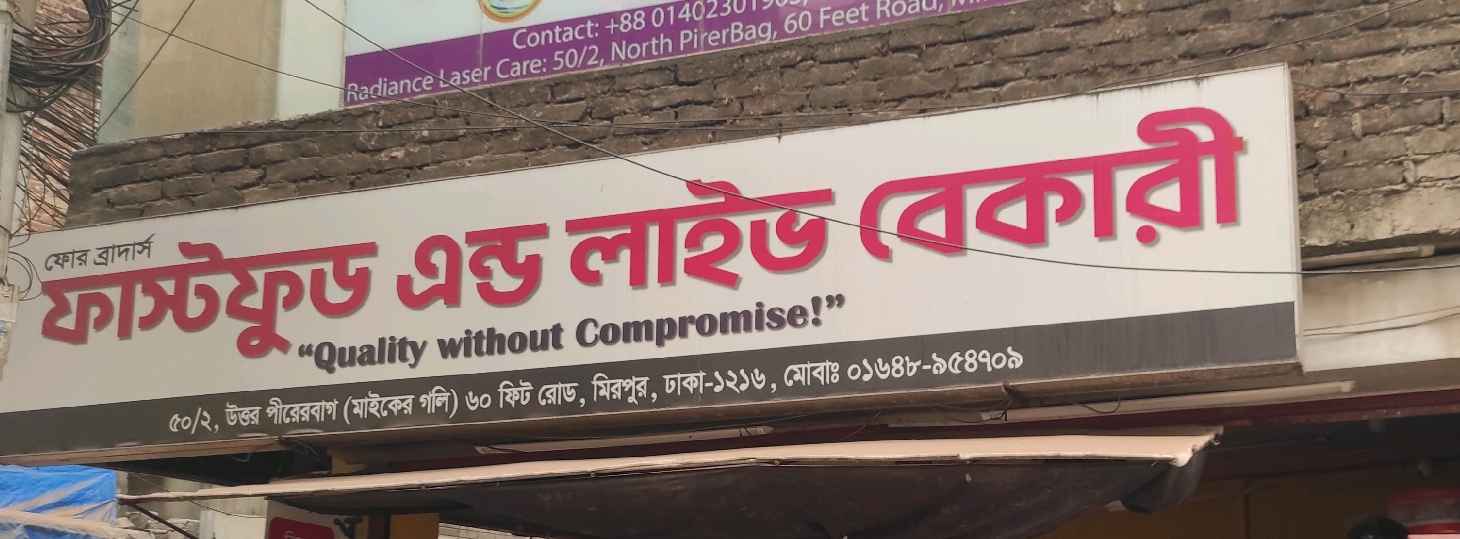 Contact: +88 01402301965,
Radiance Laser Care: 50/2, North PirerBag, 60 Feet Road,
ফোর ব্রাদার্স
ফাস্টফুড এন্ড লাইভ বেকারী
“Quality without Compromise!”
৫০/২, উত্তর পীরেরবাগ (মাইকের গলি) ৬০ ফিট রোড, মিরপুর, ঢাকা-১২১৬, মোবাঃ ০১৬৪৮-৯৫৪৭০৯